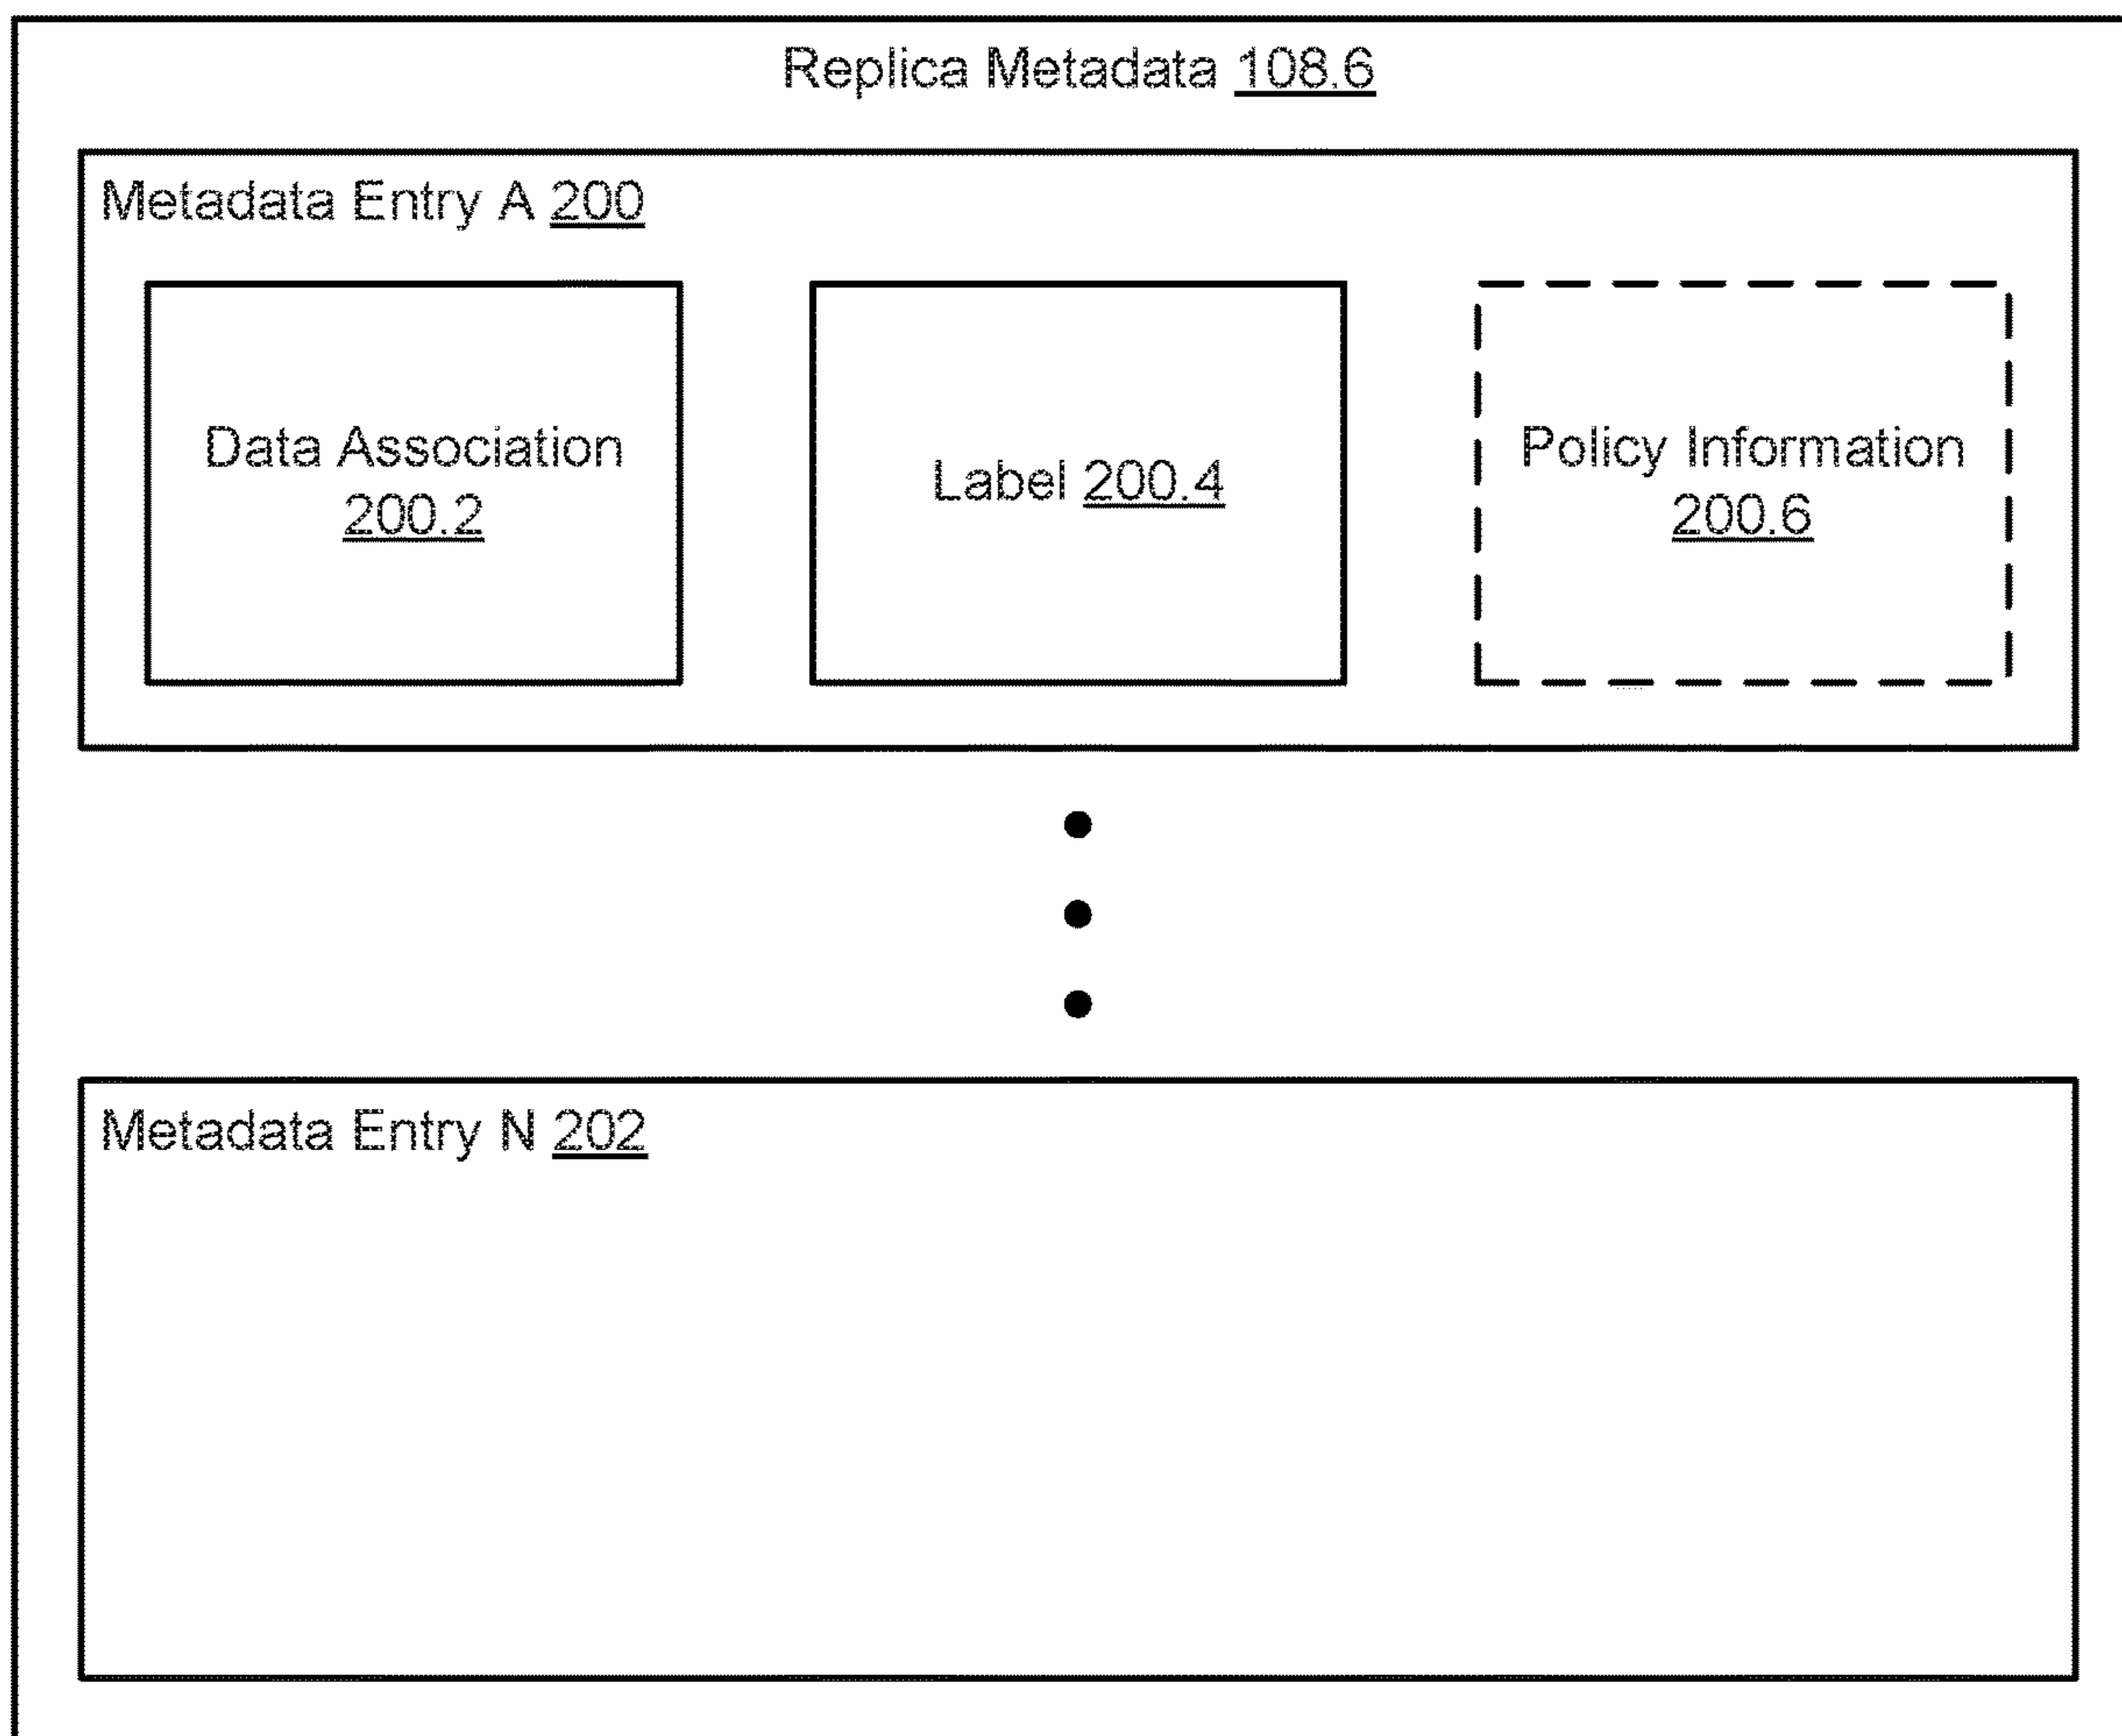 Replica Metadata 108.6
Metadata Entry A 200
Data Association
200.2
Label 200.4
Policy Information
200.6
Metadata Entry N 202